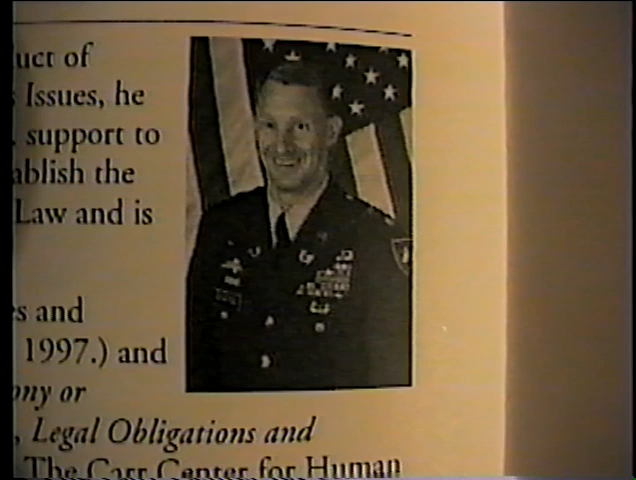 uct of
Issues, he
support to
ablish the
Law and is
s and
1997.) and
ony or
, Legal Obligations and
The Carr Center for Human